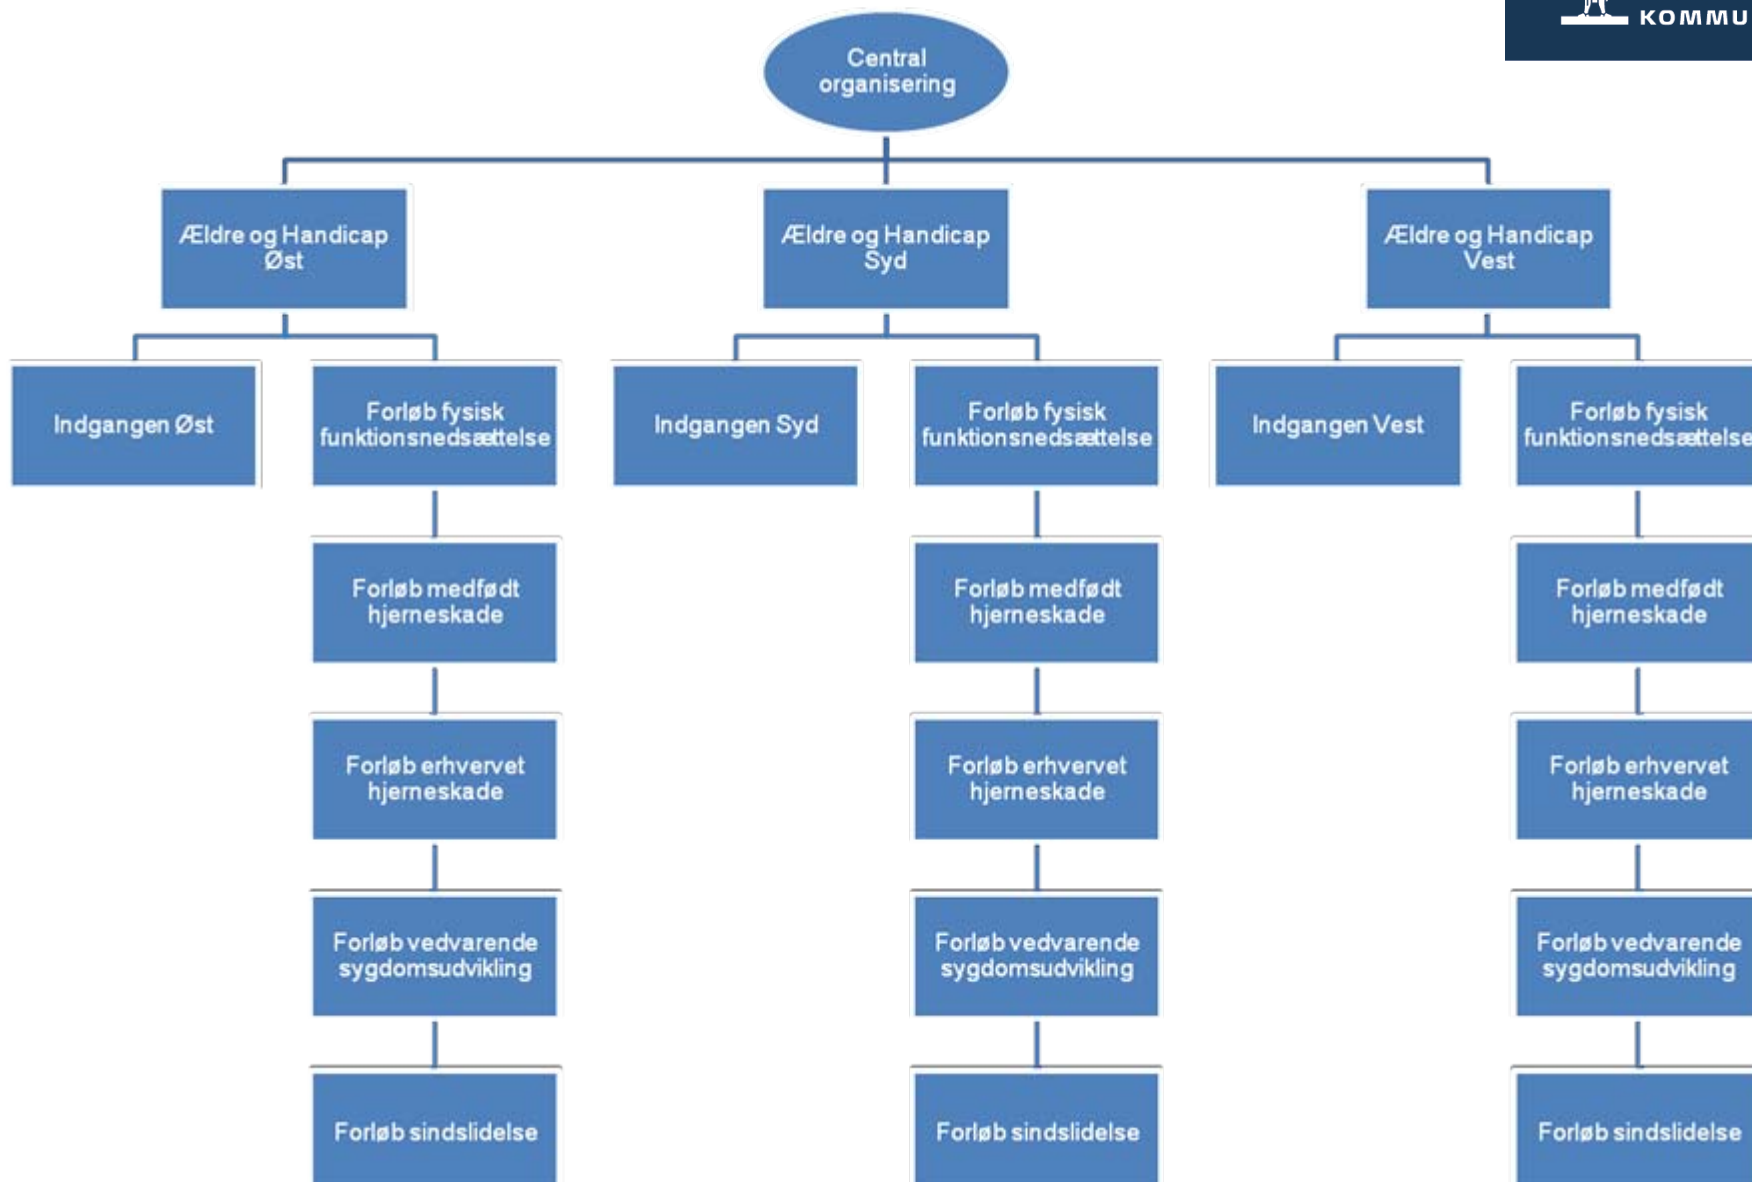 KOMMU
Central
organisering
Ældre og Handicap
Øst
Ældre og Handicap
Syd
Ældre og Handicap
Vest
Indgangen Øst
Forløb fysisk
funktionsnedsættelse
Indgangen Syd
Forløb fysisk
funktionsnedsættelse
Indgangen Vest
Forløb fysisk
funktionsnedsættelse
Forløb medfødt
hjerneskade
Forløb medfødt
hjerneskade
Forløb medfødt
hjerneskade
Forløb erhvervet
hjerneskade
Forløb erhvervet
hjerneskade
Forløb erhvervet
hjerneskade
Forløb vedvarende
sygdomsudvikling
Forløb vedvarende
sygdomsudvikling
Forløb vedvarende
sygdomsudvikling
Forløb sindslidelse
Forløb sindslidelse
Forløb sindslidelse